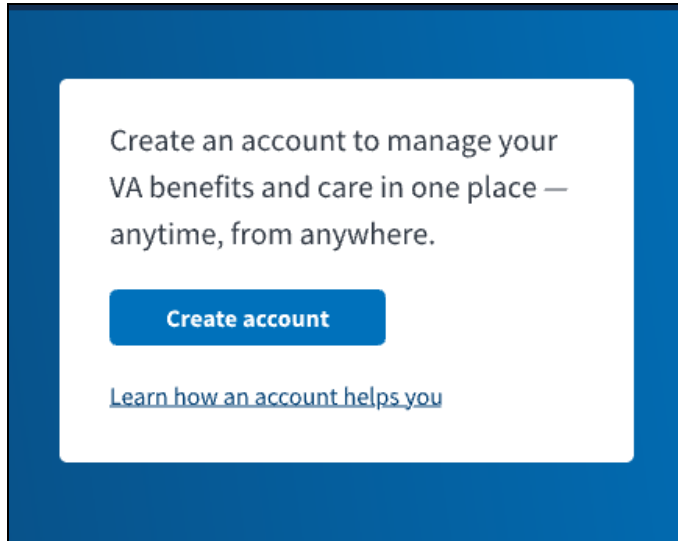 Create an account to manage your
VA benefits and care in one place —
anytime, from anywhere.
Create account
Learn how an account helps you